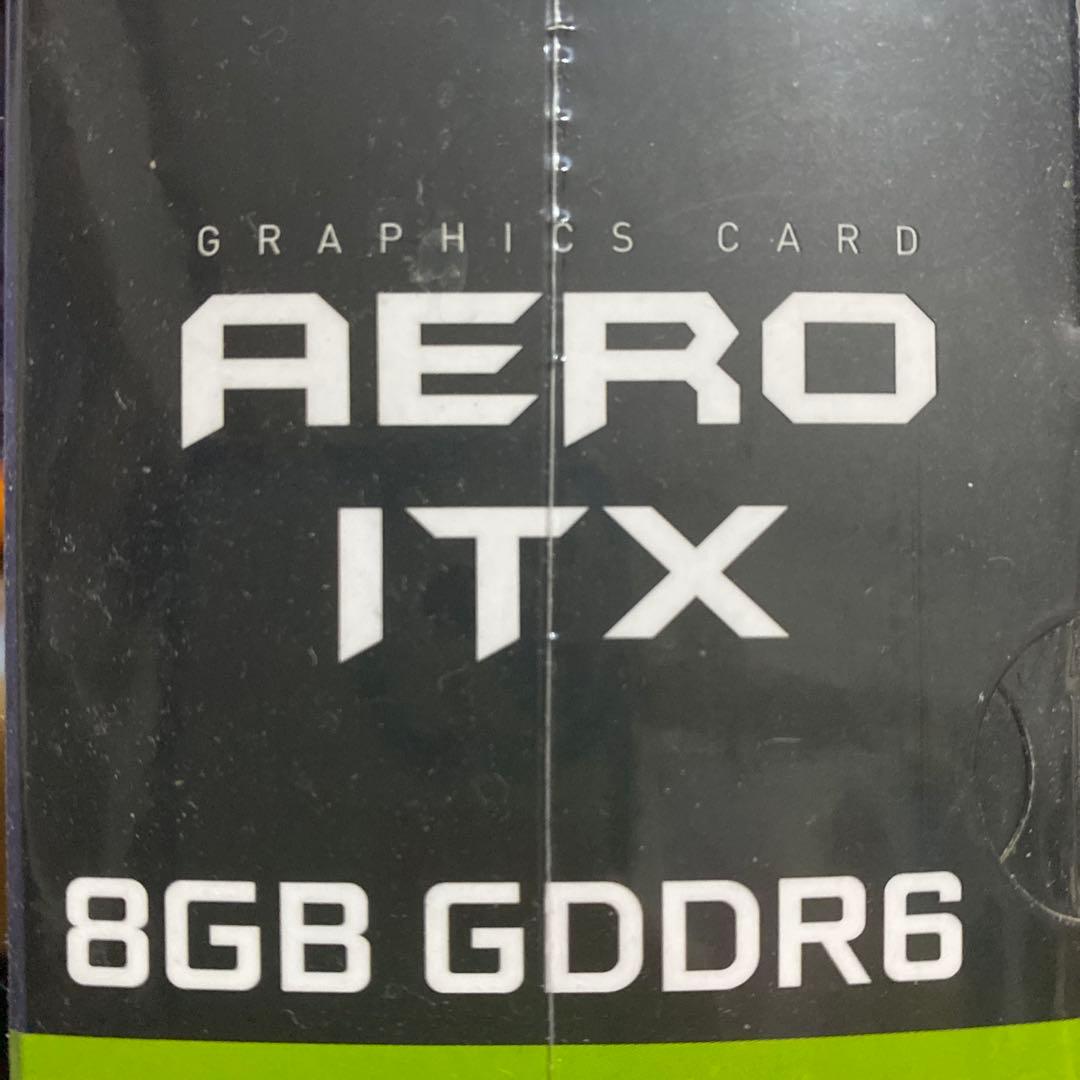 GRAPHICS CARD
AERO
ITX
8GB GDDR6